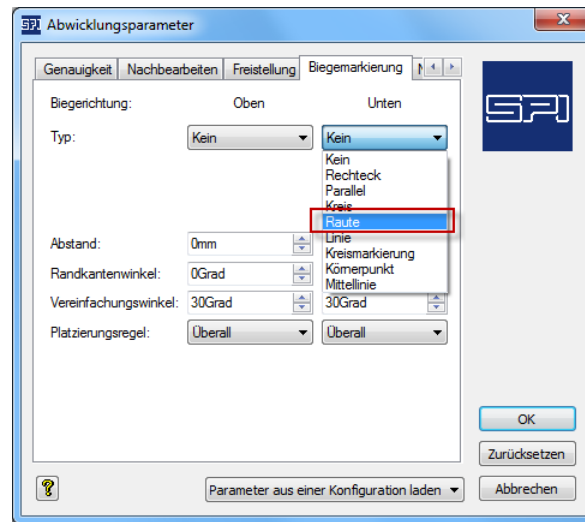 SPI Abwicklungsparameter
Genauigkeit Nachbearbeiten Freistellung Biegemarkierung
Biegerichtung: Oben Unten
SPI
Typ: Kein Kein
Kein
Rechteck
Parallel
Kreis
Raute
Linie
Kreismarkierung
Körnerpunkt
Mittellinie
Abstand: 0mm
Randkantenwinkel: 0Grad
Vereinfachungswinkel: 30Grad 30Grad
Platzierungsregel: Überall Überall
OK
Zurücksetzen
? Parameter aus einer Konfiguration laden Abbrechen